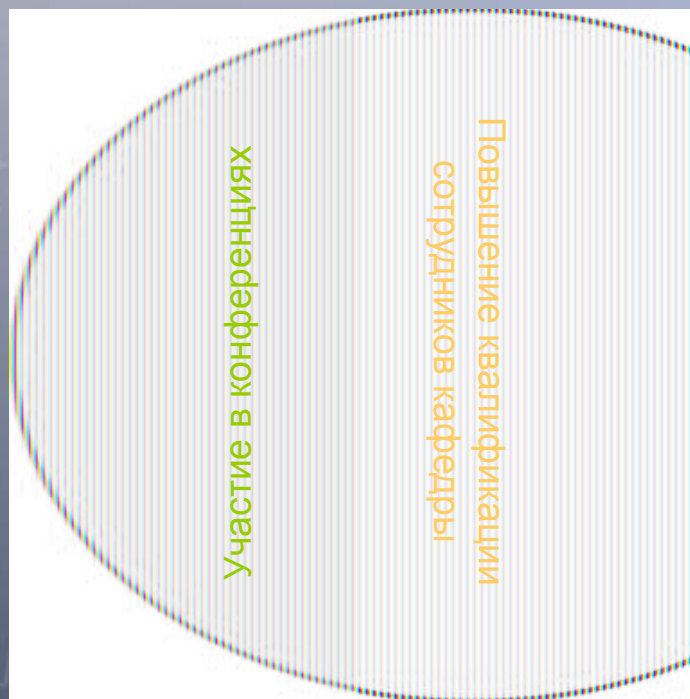 Участие в конференциях
Повышение квалификации
сотрудников кафедры